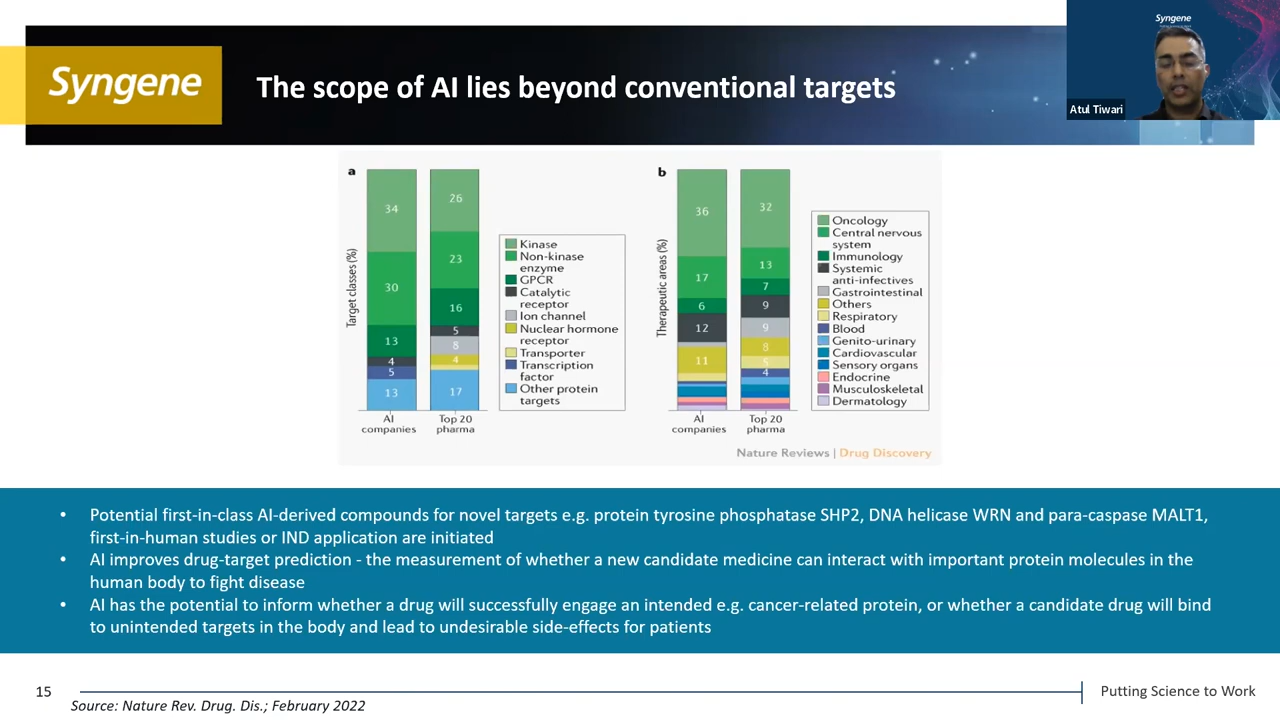 Syngene
The scope of AI lies beyond conventional targets
Syngene
Atul Tiwari
a
Target classes (%)
34
30
13
4
5
13
AI
companies
26
23
16
5
8
4
17
Top 20
pharma
Kinase
Non-kinase
enzyme
GPCR
Catalytic
receptor
Ion channel
Nuclear hormone
receptor
Transporter
Transcription
factor
Other protein
targets
b
Therapeutic areas (%)
36
17
6
12
11
AI
companies
32
13
7
9
9
8
5
4
Top 20
pharma
Oncology
Central nervous
system
Immunology
Systemic
anti-infectives
Gastrointestinal
Others
Respiratory
Blood
Genito-urinary
Cardiovascular
Sensory organs
Endocrine
Musculoskeletal
Dermatology
Nature Reviews | Drug Discovery
• Potential first-in-class AI-derived compounds for novel targets e.g. protein tyrosine phosphatase SHP2, DNA helicase WRN and para-caspase MALT1,
first-in-human studies or IND application are initiated
• AI improves drug-target prediction - the measurement of whether a new candidate medicine can interact with important protein molecules in the
human body to fight disease
• AI has the potential to inform whether a drug will successfully engage an intended e.g. cancer-related protein, or whether a candidate drug will bind
to unintended targets in the body and lead to undesirable side-effects for patients
15
Source: Nature Rev. Drug. Dis.; February 2022
Putting Science to Work